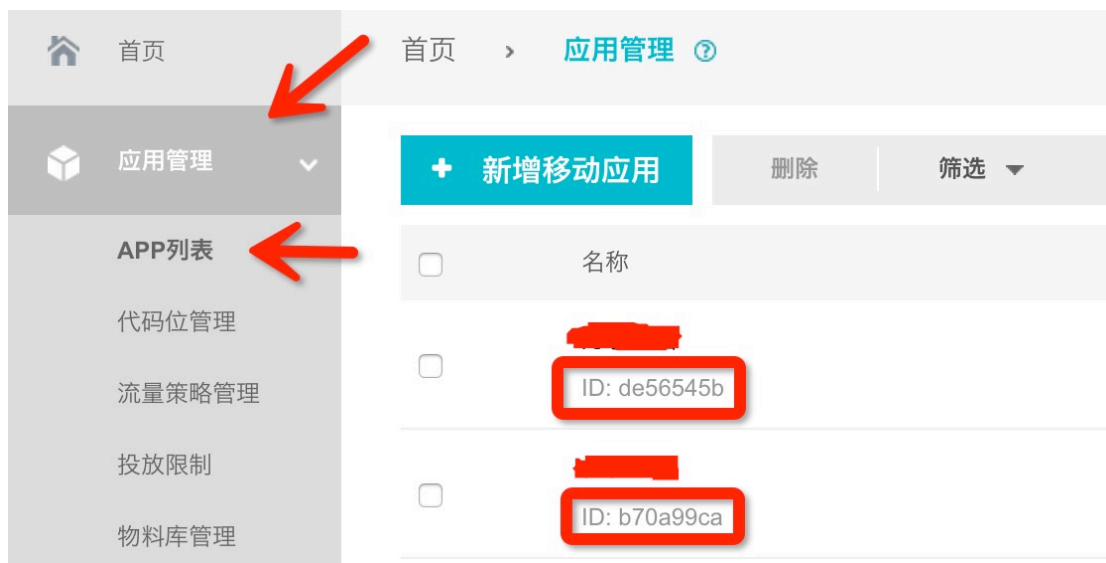 首页
首页 › 应用管理 ?
应用管理
+ 新增移动应用 删除 筛选
APP列表
名称
代码位管理
流量策略管理
ID: de56545b
投放限制
物料库管理
ID: b70a99ca